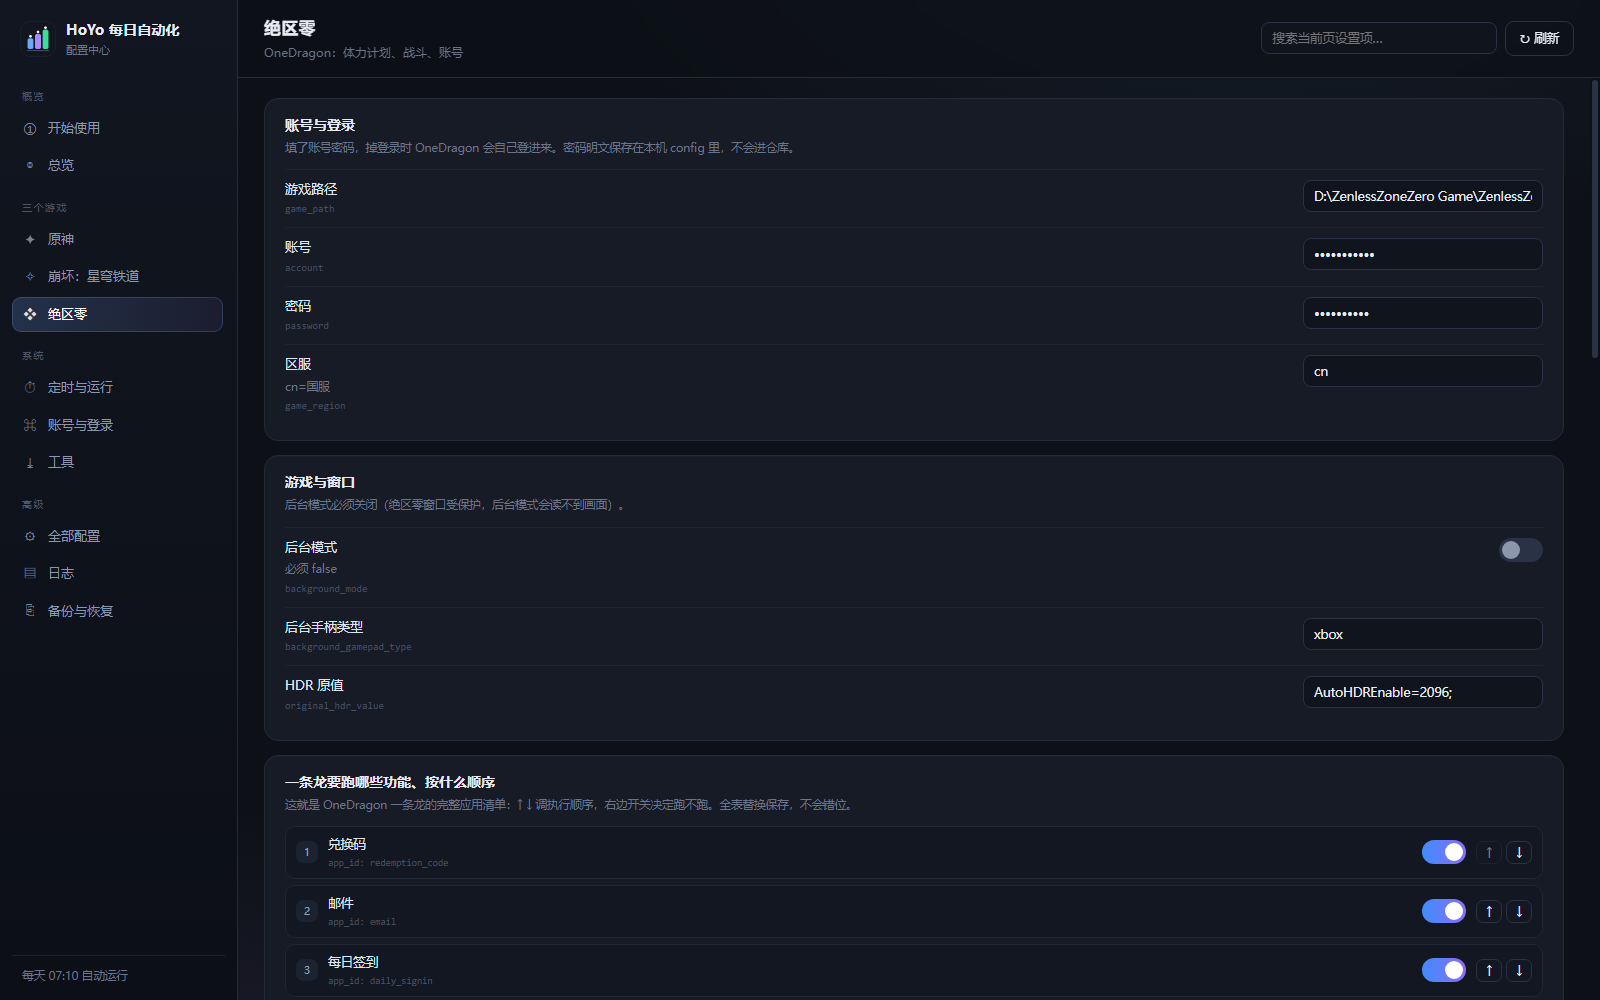 HoYo 每日自动化
配置中心
概览
① 开始使用
总览
三个游戏
原神
崩坏：星穹铁道
绝区零
系统
定时与运行
账号与登录
工具
高级
全部配置
日志
备份与恢复
每天 07:10 自动运行
绝区零
OneDragon：体力计划、战斗、账号
搜索当前页设置项...
↻ 刷新
账号与登录
填了账号密码，掉登录时 OneDragon 会自己登进来。密码明文保存在本机 config 里，不会进仓库。
游戏路径
game_path
D:\ZenlessZoneZero Game\ZenlessZ
账号
account
•••••••••••
密码
password
••••••••••
区服
cn=国服
game_region
cn
游戏与窗口
后台模式必须关闭（绝区零窗口受保护，后台模式会读不到画面）。
后台模式
必须 false
background_mode
后台手柄类型
background_gamepad_type
xbox
HDR 原值
original_hdr_value
AutoHDREnable=2096;
一条龙要跑哪些功能、按什么顺序
这就是 OneDragon 一条龙的完整应用清单：↑↓ 调执行顺序，右边开关决定跑不跑。全表替换保存，不会错位。
1 兑换码
app_id: redemption_code
↑ ↓
2 邮件
app_id: email
↑ ↓
3 每日签到
app_id: daily_signin
↑ ↓